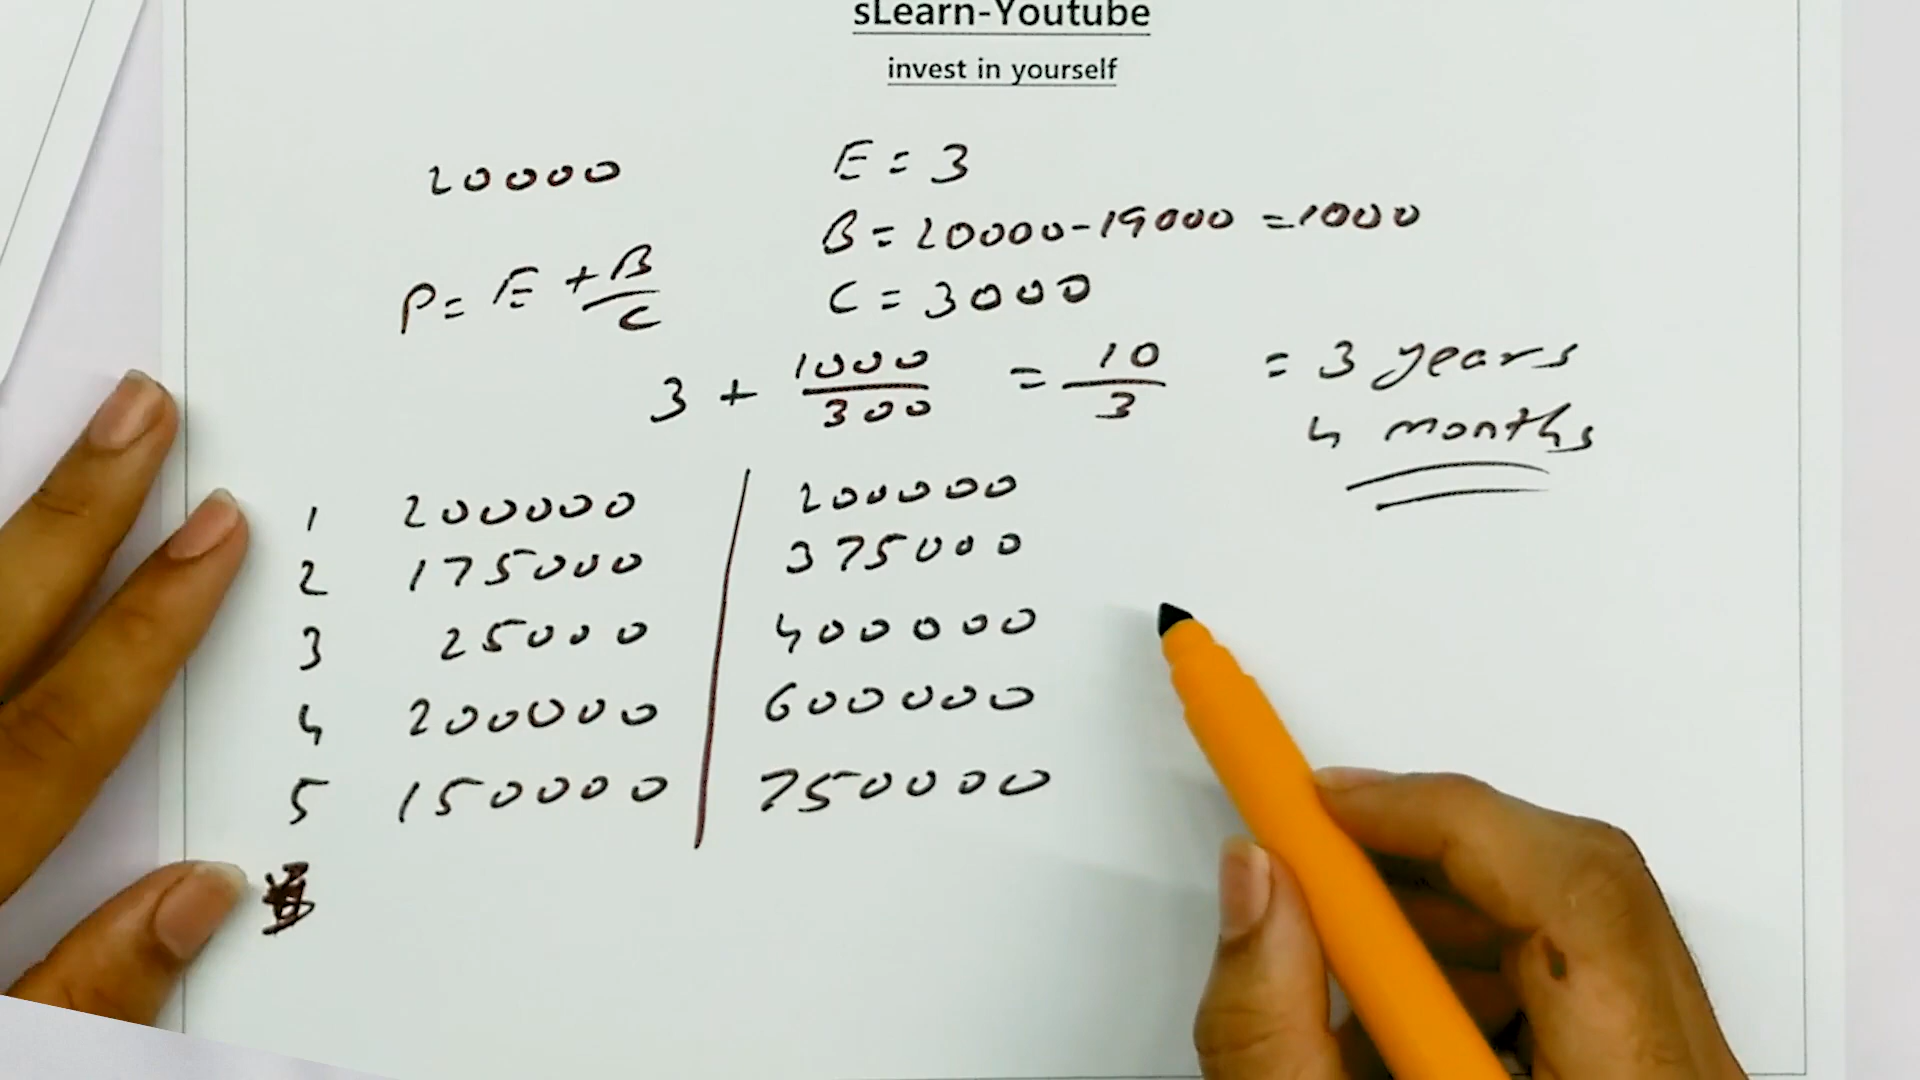 sLearn-Youtube
invest in yourself
20000
E = 3
B = 20000-19000 = 1000
P = E + B/C
C = 3000
3 + 1000/300 = 10/3 = 3 years
4 months
1 200000 200000
2 175000 375000
3 25000 400000
4 200000 600000
5 150000 750000